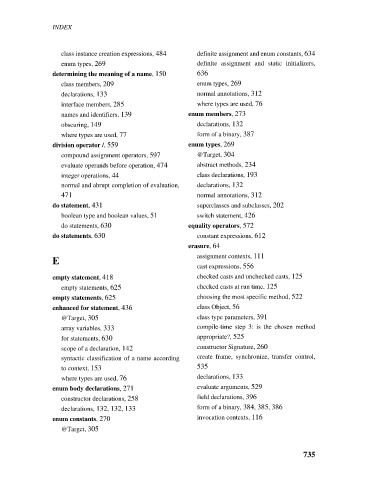 INDEX
class instance creation expressions, 484
enum types, 269
determining the meaning of a name, 150
class members, 209
declarations, 133
interface members, 285
names and identifiers, 139
obscuring, 149
where types are used, 77
division operator /, 559
compound assignment operators, 597
evaluate operands before operation, 474
integer operations, 44
normal and abrupt completion of evaluation,
471
do statement, 431
boolean type and boolean values, 51
do statements, 630
do statements, 630
E
empty statement, 418
empty statements, 625
empty statements, 625
enhanced for statement, 436
@Target, 305
array variables, 333
for statements, 630
scope of a declaration, 142
syntactic classification of a name according
to context, 153
where types are used, 76
enum body declarations, 271
constructor declarations, 258
declarations, 132, 132, 133
enum constants, 270
@Target, 305
definite assignment and enum constants, 634
definite assignment and static initializers,
636
enum types, 269
normal annotations, 312
where types are used, 76
enum members, 273
declarations, 132
form of a binary, 387
enum types, 269
@Target, 304
abstract methods, 234
class declarations, 193
declarations, 132
normal annotations, 312
superclasses and subclasses, 202
switch statement, 426
equality operators, 572
constant expressions, 612
erasure, 64
assignment contexts, 111
cast expressions, 556
checked casts and unchecked casts, 125
checked casts at run time, 125
choosing the most specific method, 522
class Object, 56
class type parameters, 391
compile-time step 3: is the chosen method
appropriate?, 525
constructor Signature, 260
create frame, synchronize, transfer control,
535
declarations, 133
evaluate arguments, 529
field declarations, 396
form of a binary, 384, 385, 386
invocation contexts, 116
735